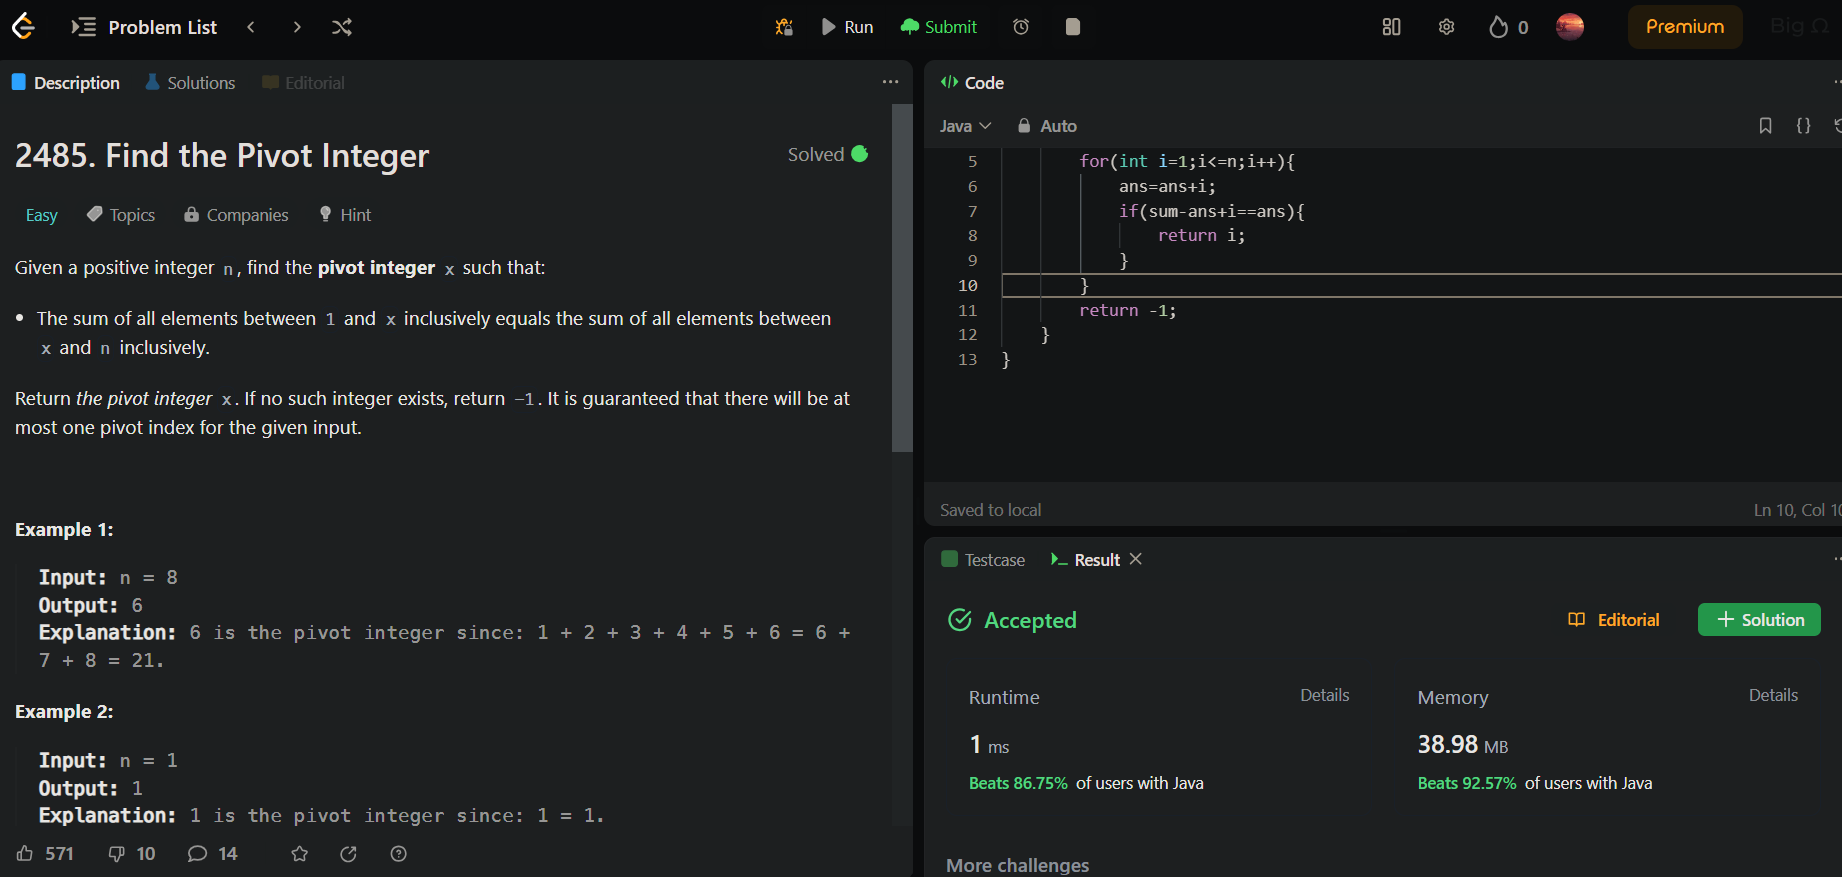 Problem List
Run
Submit
0
Premium
Big Ω
Description
Solutions
Editorial
2485. Find the Pivot Integer
Solved
Easy
Topics
Companies
Hint
Given a positive integer n, find the pivot integer x such that:
• The sum of all elements between 1 and x inclusively equals the sum of all elements between
x and n inclusively.
Return the pivot integer x. If no such integer exists, return -1. It is guaranteed that there will be at
most one pivot index for the given input.
Example 1:
Input: n = 8
Output: 6
Explanation: 6 is the pivot integer since: 1 + 2 + 3 + 4 + 5 + 6 = 6 +
7 + 8 = 21.
Example 2:
Input: n = 1
Output: 1
Explanation: 1 is the pivot integer since: 1 = 1.
571
10
14
</> Code
Java
Auto
{}
5 for(int i=1;i<=n;i++){
6 ans=ans+i;
7 if(sum-ans+i==ans){
8 return i;
9 }
10 }
11 return -1;
12 }
13 }
Saved to local
Ln 10, Col 10
Testcase
Result
Accepted
Editorial
+ Solution
Runtime
Details
1 ms
Beats 86.75% of users with Java
Memory
Details
38.98 MB
Beats 92.57% of users with Java
More challenges